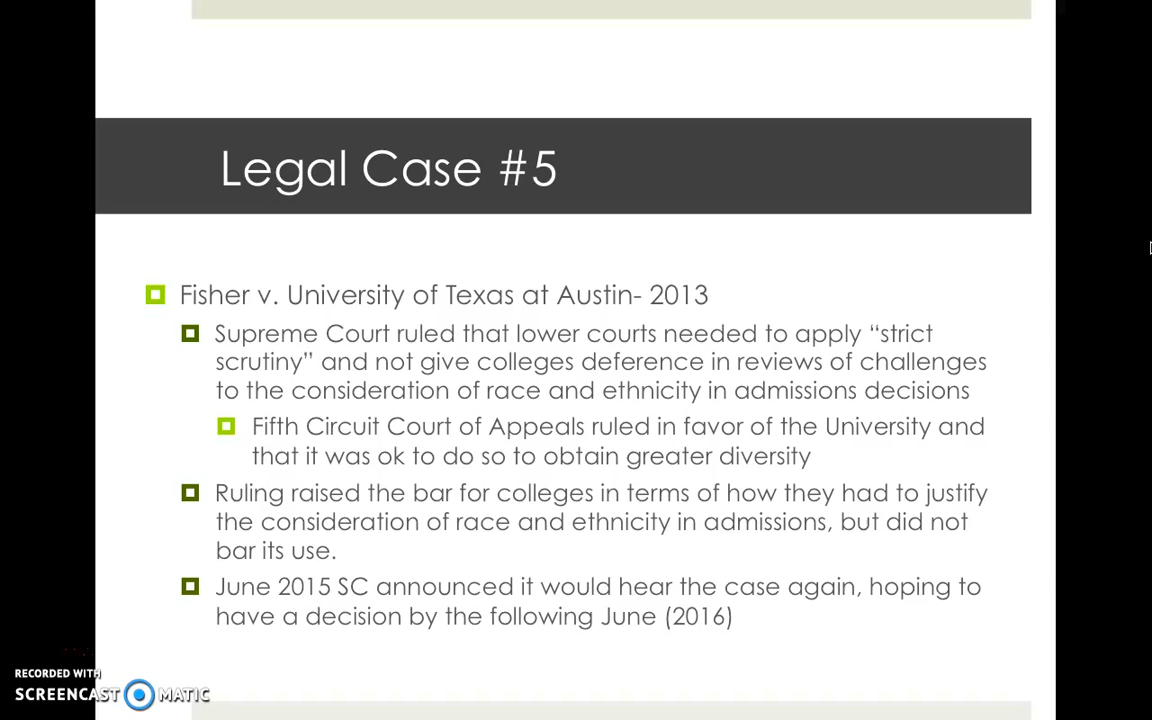 Legal Case #5
Fisher v. University of Texas at Austin- 2013
Supreme Court ruled that lower courts needed to apply “strict
scrutiny” and not give colleges deference in reviews of challenges
to the consideration of race and ethnicity in admissions decisions
Fifth Circuit Court of Appeals ruled in favor of the University and
that it was ok to do so to obtain greater diversity
Ruling raised the bar for colleges in terms of how they had to justify
the consideration of race and ethnicity in admissions, but did not
bar its use.
June 2015 SC announced it would hear the case again, hoping to
have a decision by the following June (2016)
RECORDED WITH
SCREENCAST MATIC